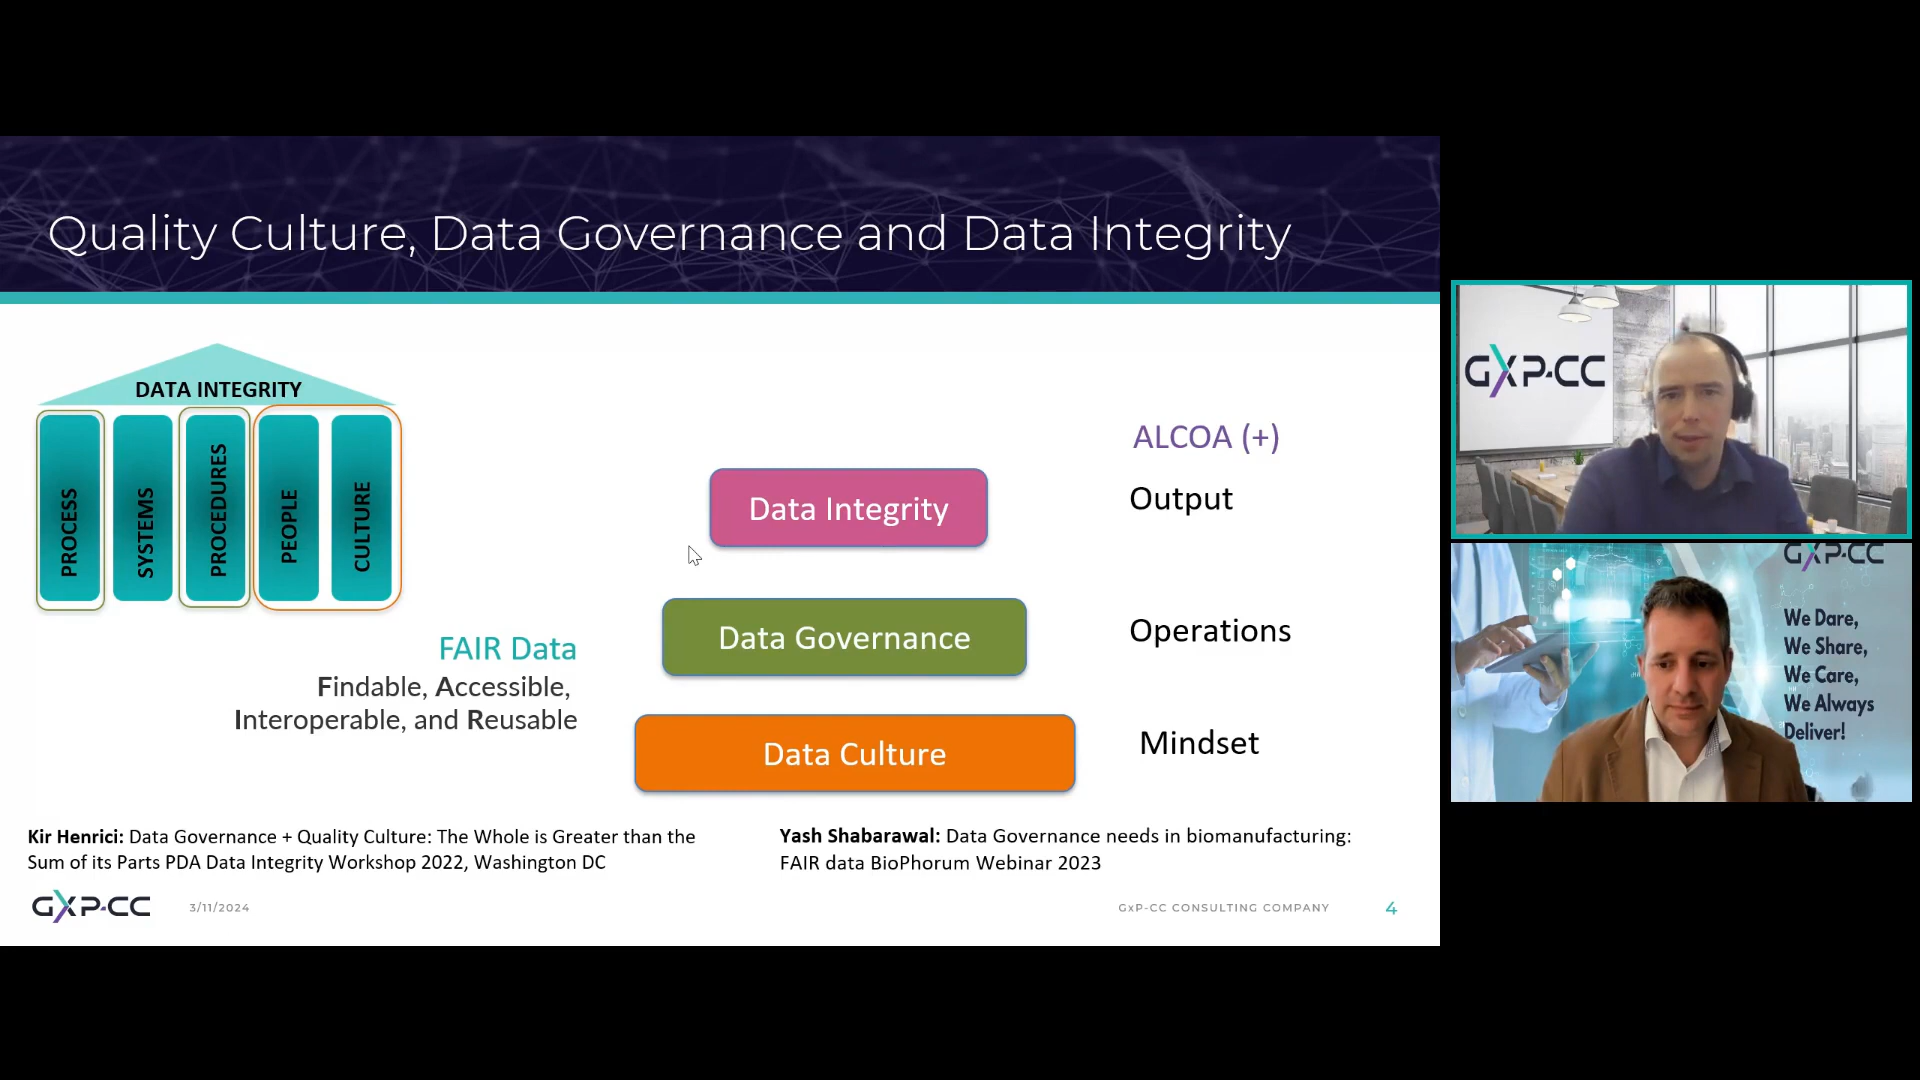 Quality Culture, Data Governance and Data Integrity
DATA INTEGRITY
PROCESS
SYSTEMS
PROCEDURES
PEOPLE
CULTURE
FAIR Data
Findable, Accessible,
Interoperable, and Reusable
Data Integrity
Data Governance
Data Culture
ALCOA (+)
Output
Operations
Mindset
Kir Henrici: Data Governance + Quality Culture: The Whole is Greater than the
Sum of its Parts PDA Data Integrity Workshop 2022, Washington DC
Yash Shabarawal: Data Governance needs in biomanufacturing:
FAIR data BioPhorum Webinar 2023
GXP-CC
3/11/2024
GxP-CC CONSULTING COMPANY
4
GXP-CC
GXP-CC
We Dare,
We Share,
We Care,
We Always
Deliver!